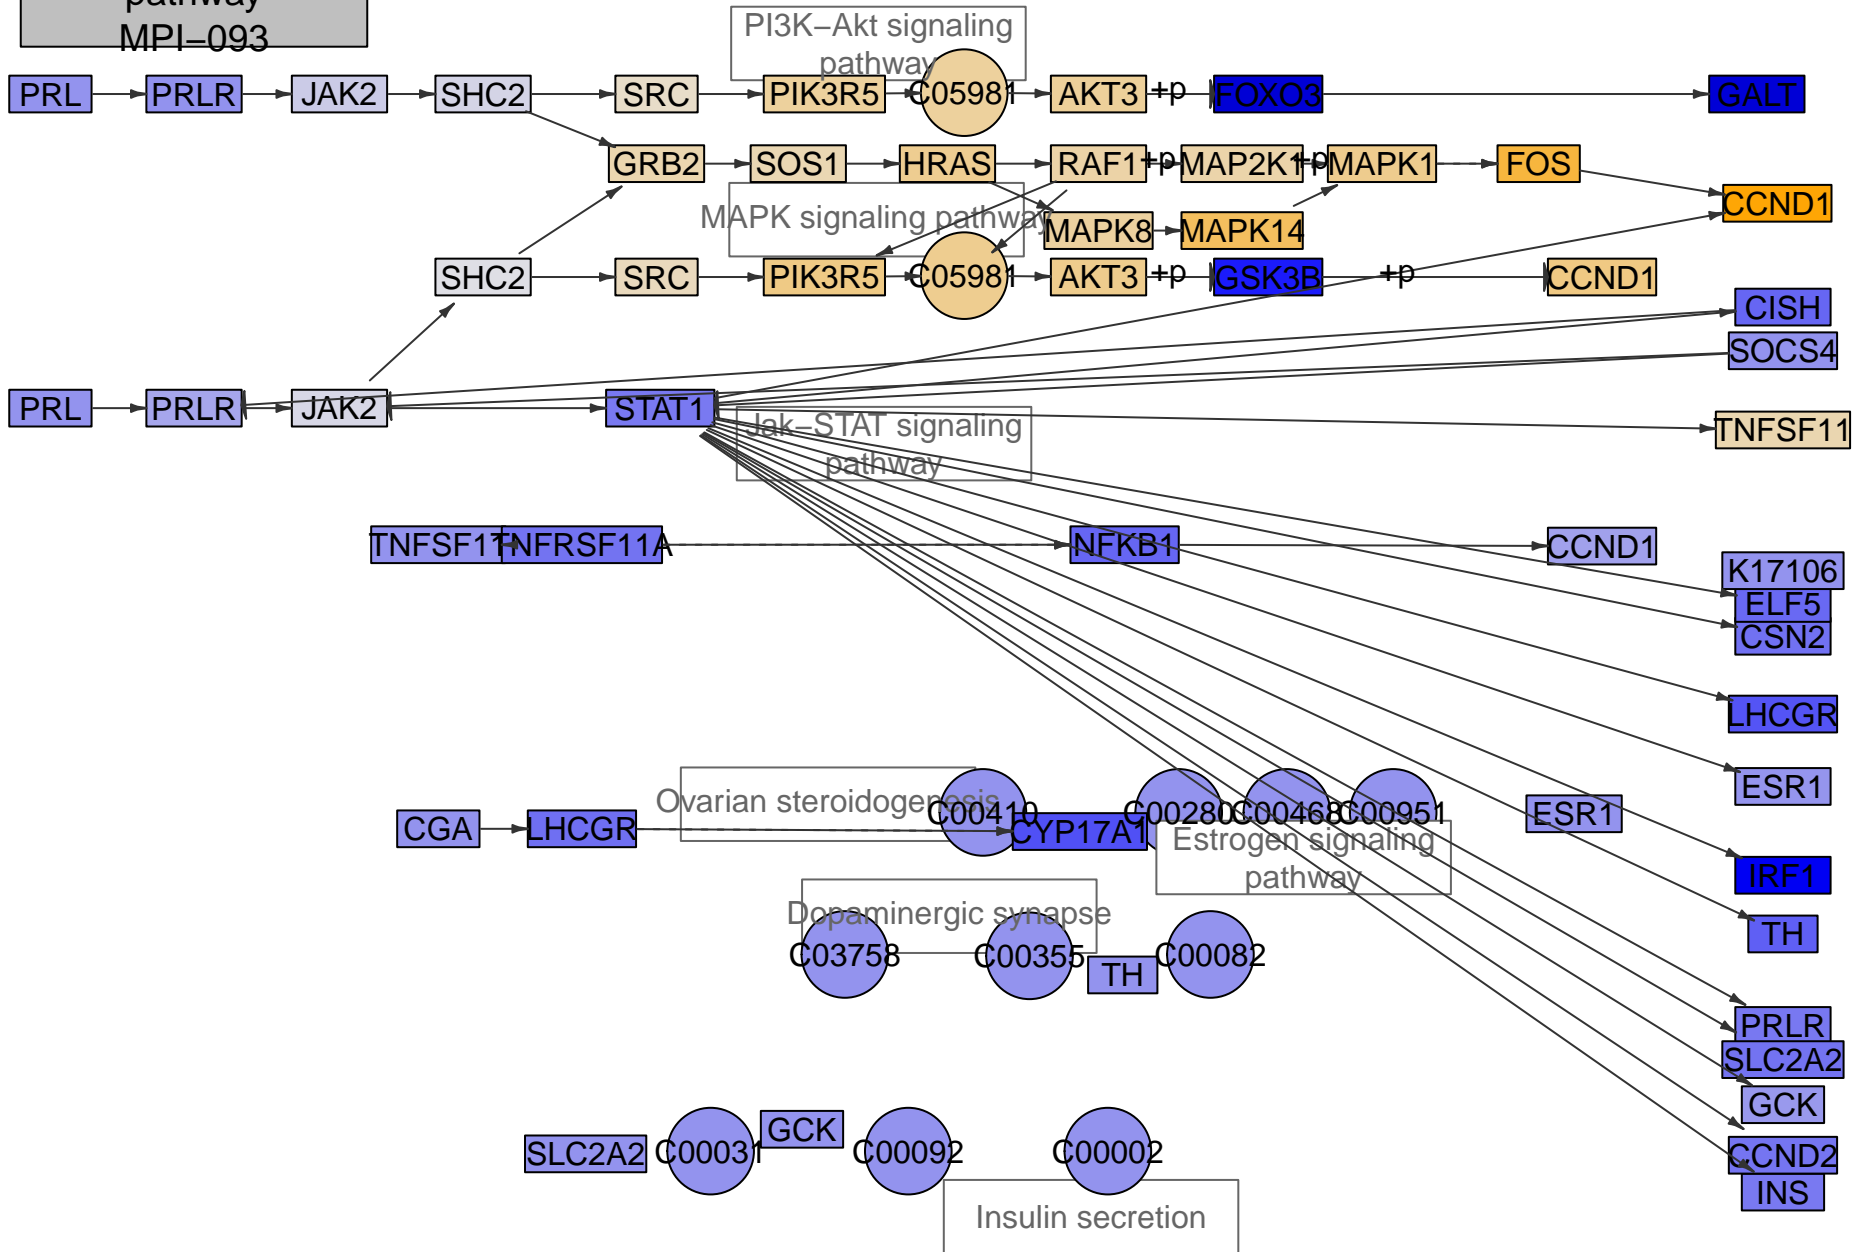 pathway
MPI−093
PI3K−Akt signaling
pathway
PRL
PRLR
JAK2
SHC2
SRC
PIK3R5
C05981
AKT3
+p
FOXO3
GALT
GRB2
SOS1
HRAS
RAF1
+p
MAP2K1
+p
MAPK1
FOS
CCND1
MAPK signaling pathway
MAPK8
MAPK14
SHC2
SRC
PIK3R5
C05981
AKT3
+p
GSK3B
+p
CCND1
CISH
SOCS4
PRL
PRLR
JAK2
STAT1
Jak−STAT signaling
pathway
TNFSF11
TNFSF11
TNFRSF11A
NFKB1
CCND1
K17106
ELF5
CSN2
LHCGR
ESR1
Ovarian steroidogenesis
C00410
C00280
C00468
C00951
ESR1
CGA
LHCGR
CYP17A1
Estrogen signaling
pathway
IRF1
Dopaminergic synapse
TH
C03758
C00355
TH
C00082
PRLR
SLC2A2
GCK
SLC2A2
C00031
GCK
C00092
C00002
CCND2
INS
Insulin secretion